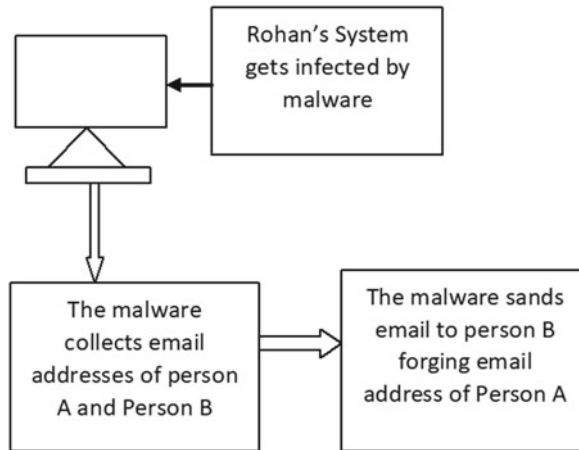 Rohan's System
gets infected by
malware
The malware
collects email
addresses of person
A and Person B
The malware sands
email to person B
forging email
address of Person A